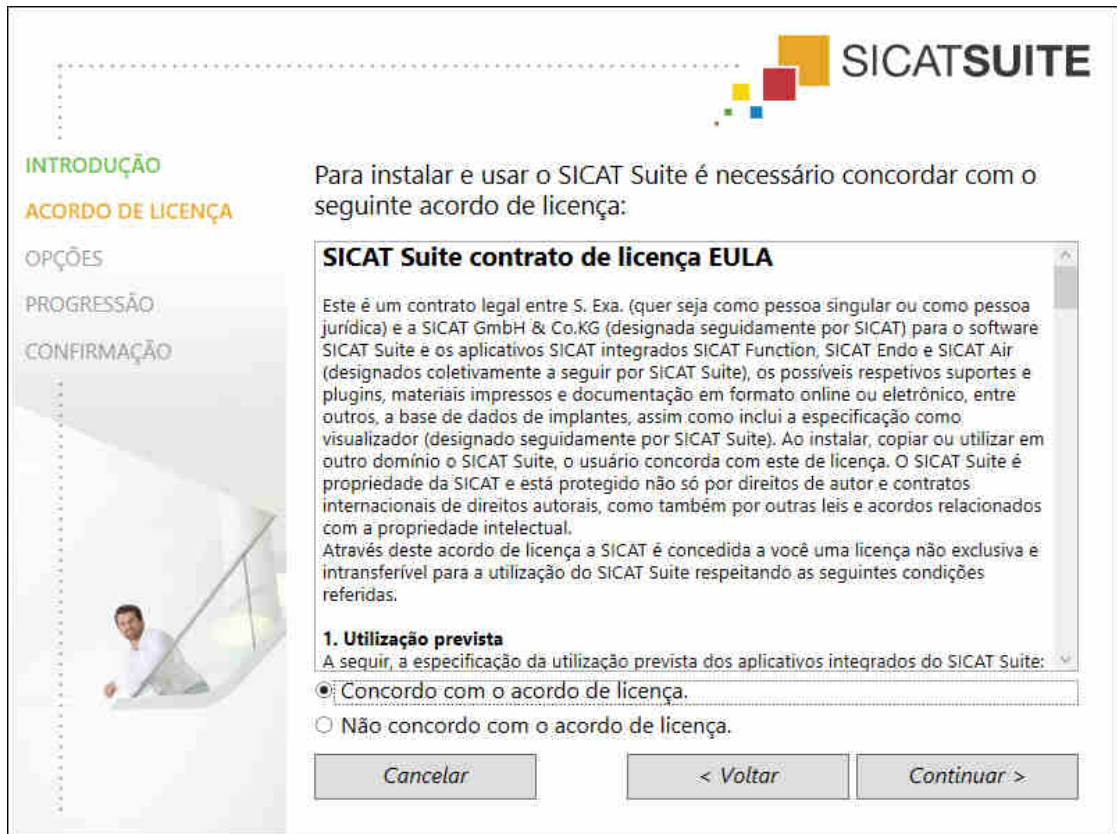 SICATSUITE
INTRODUÇÃO
ACORDO DE LICENÇA
OPÇÕES
PROGRESSÃO
CONFIRMAÇÃO
Para instalar e usar o SICAT Suite é necessário concordar com o
seguinte acordo de licença:
SICAT Suite contrato de licença EULA
Este é um contrato legal entre S. Exa. (quer seja como pessoa singular ou como pessoa
jurídica) e a SICAT GmbH & Co.KG (designada seguidamente por SICAT) para o software
SICAT Suite e os aplicativos SICAT integrados SICAT Function, SICAT Endo e SICAT Air
(designados coletivamente a seguir por SICAT Suite), os possíveis respetivos suportes e
plugins, materiais impressos e documentação em formato online ou eletrônico, entre
outros, a base de dados de implantes, assim como inclui a especificação como
visualizador (designado seguidamente por SICAT Suite). Ao instalar, copiar ou utilizar em
outro domínio o SICAT Suite, o usuário concorda com este de licença. O SICAT Suite é
propriedade da SICAT e está protegido não só por direitos de autor e contratos
internacionais de direitos autorais, como também por outras leis e acordos relacionados
com a propriedade intelectual.
Através deste acordo de licença a SICAT é concedida a você uma licença não exclusiva e
intransferível para a utilização do SICAT Suite respeitando as seguintes condições
referidas.
1. Utilização prevista
A seguir, a especificação da utilização prevista dos aplicativos integrados do SICAT Suite:
Concordo com o acordo de licença.
Não concordo com o acordo de licença.
Cancelar
< Voltar
Continuar >